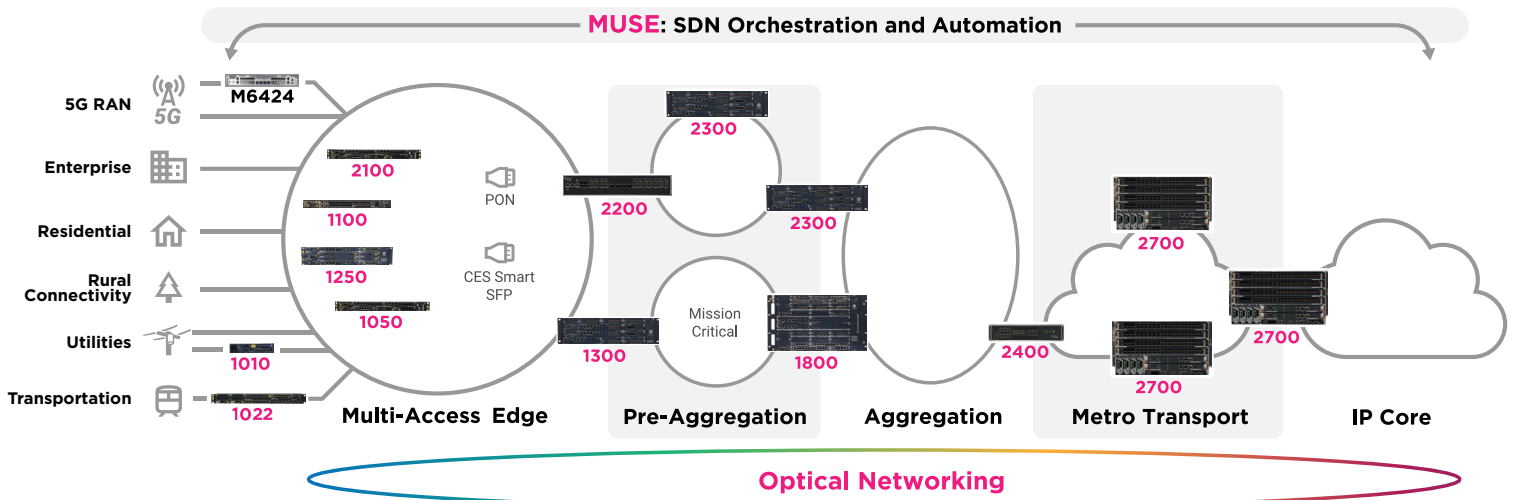 MUSE: SDN Orchestration and Automation
5G RAN
5G
M6424
Enterprise
Residential
Rural
Connectivity
Utilities
1010
Transportation
1022
2100
1100
1250
1050
PON
CES Smart
SFP
Multi-Access Edge
2200
1300
2300
2300
Mission
Critical
1800
Pre-Aggregation
Aggregation
2400
2700
2700
2700
Metro Transport
IP Core
Optical Networking